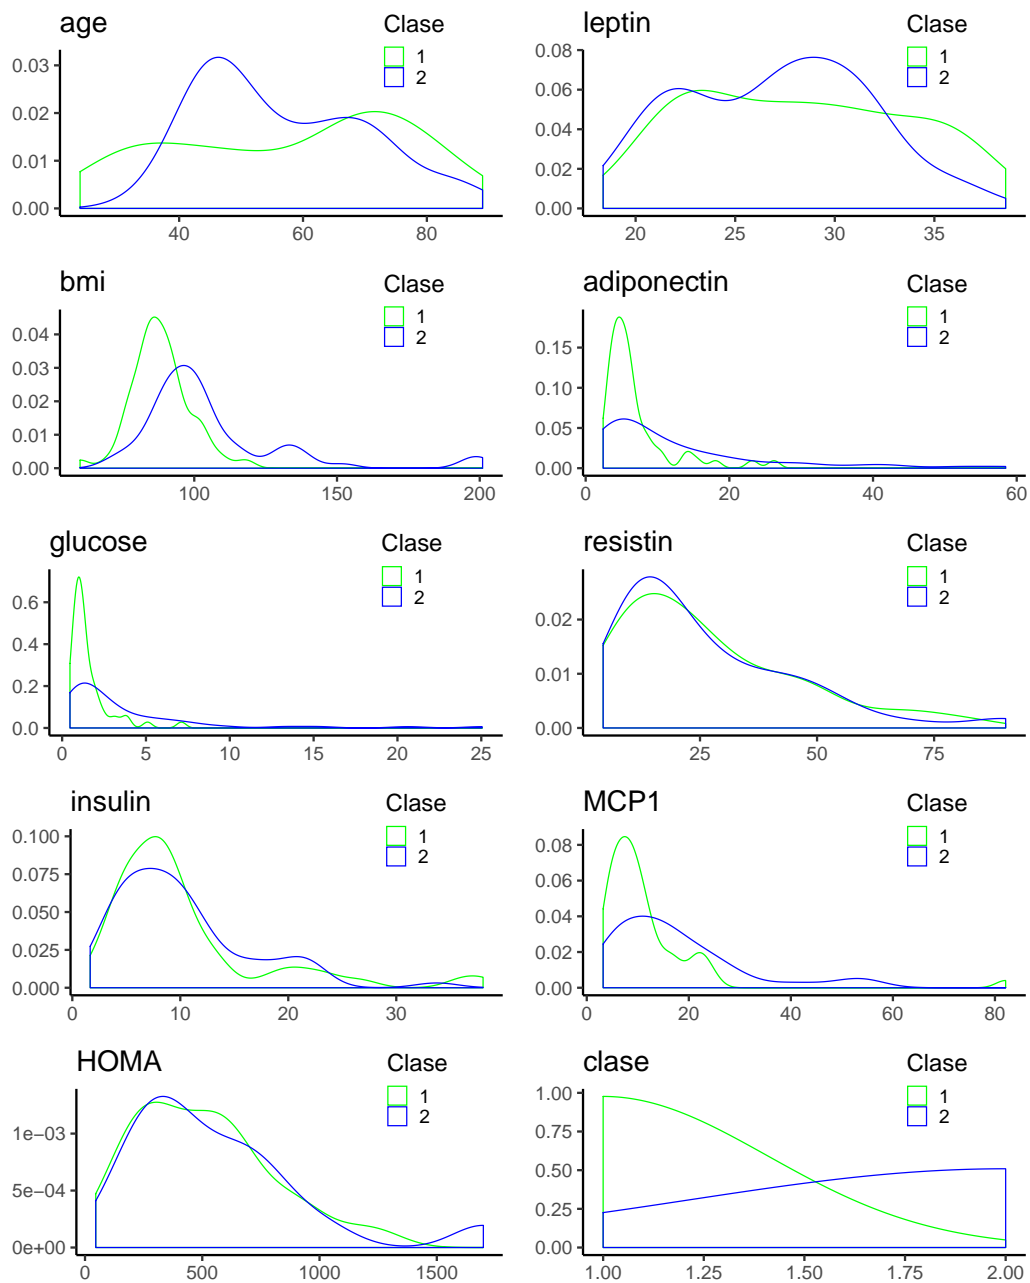 age
Clase
1
2
0.03
0.02
0.01
0.00
40 60 80
leptin
Clase
1
2
0.08
0.06
0.04
0.02
0.00
20 25 30 35
bmi
Clase
1
2
0.04
0.03
0.02
0.01
0.00
100 150 200
adiponectin
Clase
1
2
0.15
0.10
0.05
0.00
0 20 40 60
glucose
Clase
1
2
0.6
0.4
0.2
0.0
0 5 10 15 20 25
resistin
Clase
1
2
0.02
0.01
0.00
25 50 75
insulin
Clase
1
2
0.100
0.075
0.050
0.025
0.000
0 10 20 30
MCP1
Clase
1
2
0.08
0.06
0.04
0.02
0.00
0 20 40 60 80
HOMA
Clase
1
2
1e−03
5e−04
0e+00
0 500 1000 1500
clase
Clase
1
2
1.00
0.75
0.50
0.25
0.00
1.00 1.25 1.50 1.75 2.00